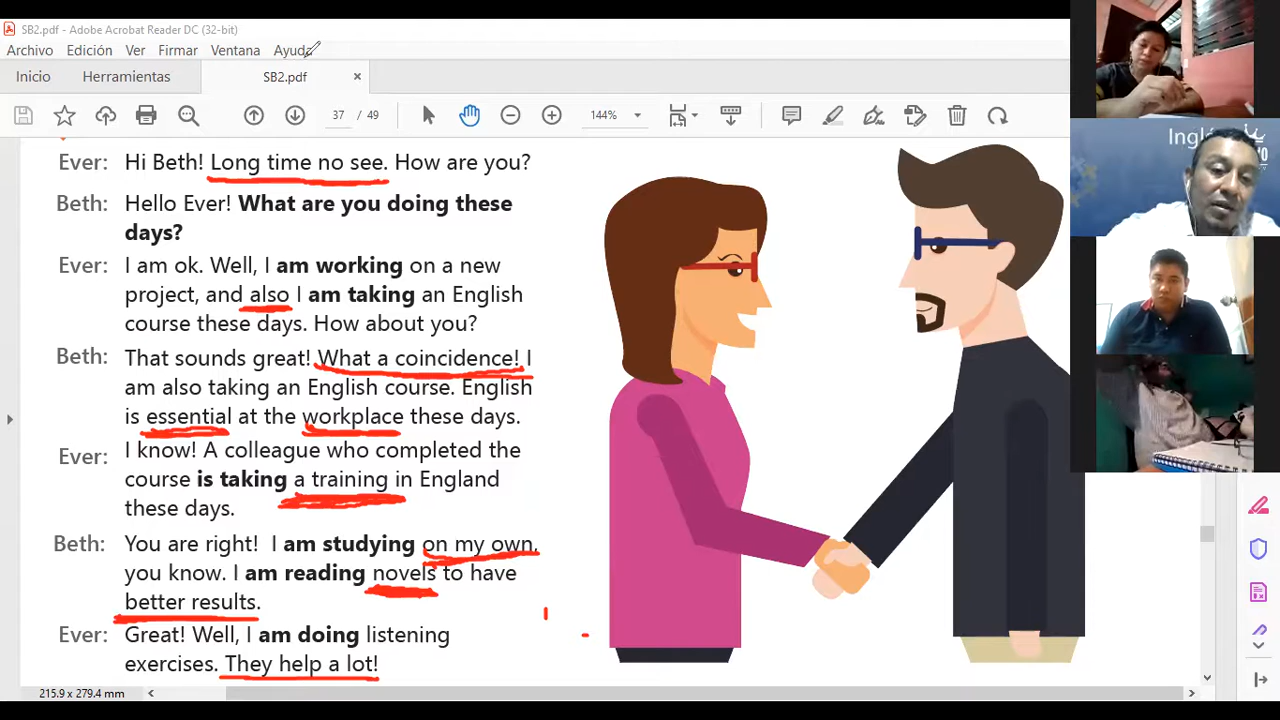 SB2.pdf - Adobe Acrobat Reader DC (32-bit)
Archivo Edición Ver Firmar Ventana Ayuda
Inicio Herramientas SB2.pdf ×
37 / 49 144%
Ever: Hi Beth! Long time no see. How are you?
Beth: Hello Ever! What are you doing these
days?
Ever: I am ok. Well, I am working on a new
project, and also I am taking an English
course these days. How about you?
Beth: That sounds great! What a coincidence! I
am also taking an English course. English
is essential at the workplace these days.
Ever: I know! A colleague who completed the
course is taking a training in England
these days.
Beth: You are right! I am studying on my own,
you know. I am reading novels to have
better results.
Ever: Great! Well, I am doing listening
exercises. They help a lot!
215.9 x 279.4 mm